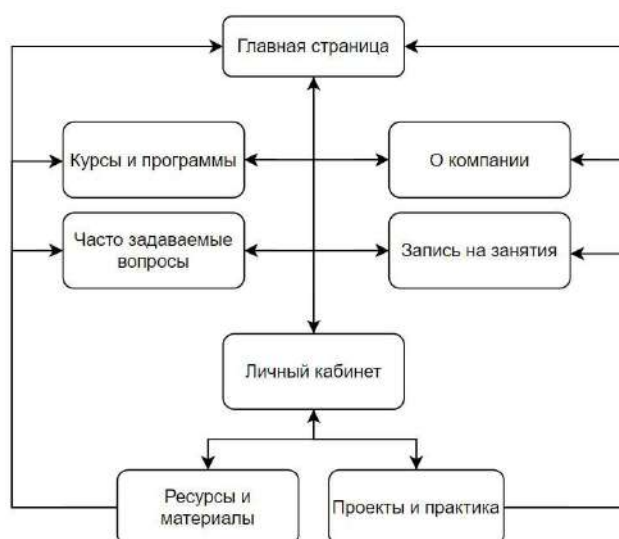 Главная страница
Курсы и программы
О компании
Часто задаваемые
вопросы
Запись на занятия
Личный кабинет
Ресурсы и
материалы
Проекты и практика